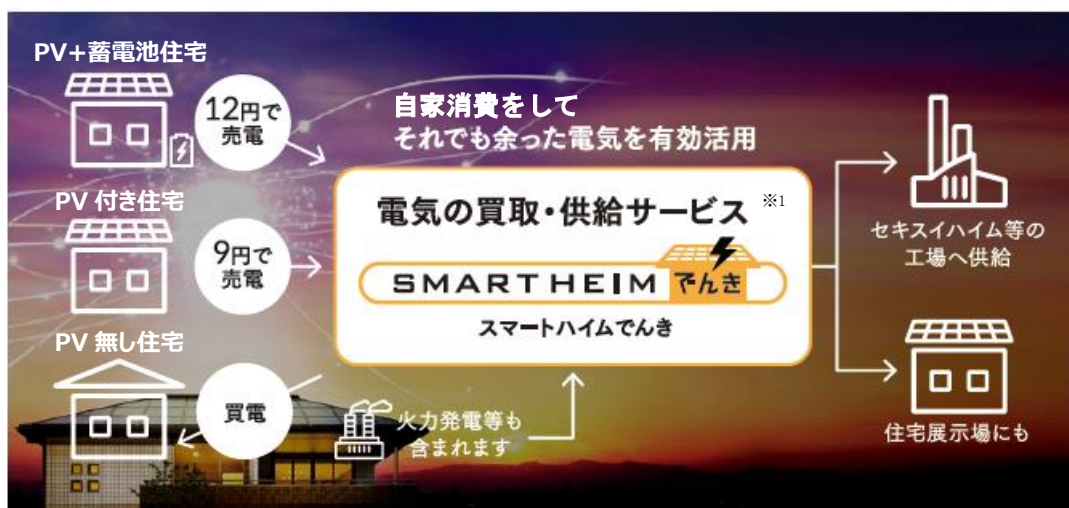 PV+蓄電池住宅
12円で
売電
PV 付き住宅
9円で
売電
PV 無し住宅
買電
自家消費をして
それでも余った電気を有効活用
電気の買取・供給サービス ※1
SMART HEIM でんき
スマートハイムでんき
火力発電等も
含まれます
セキスイハイム等の
工場へ供給
住宅展示場にも